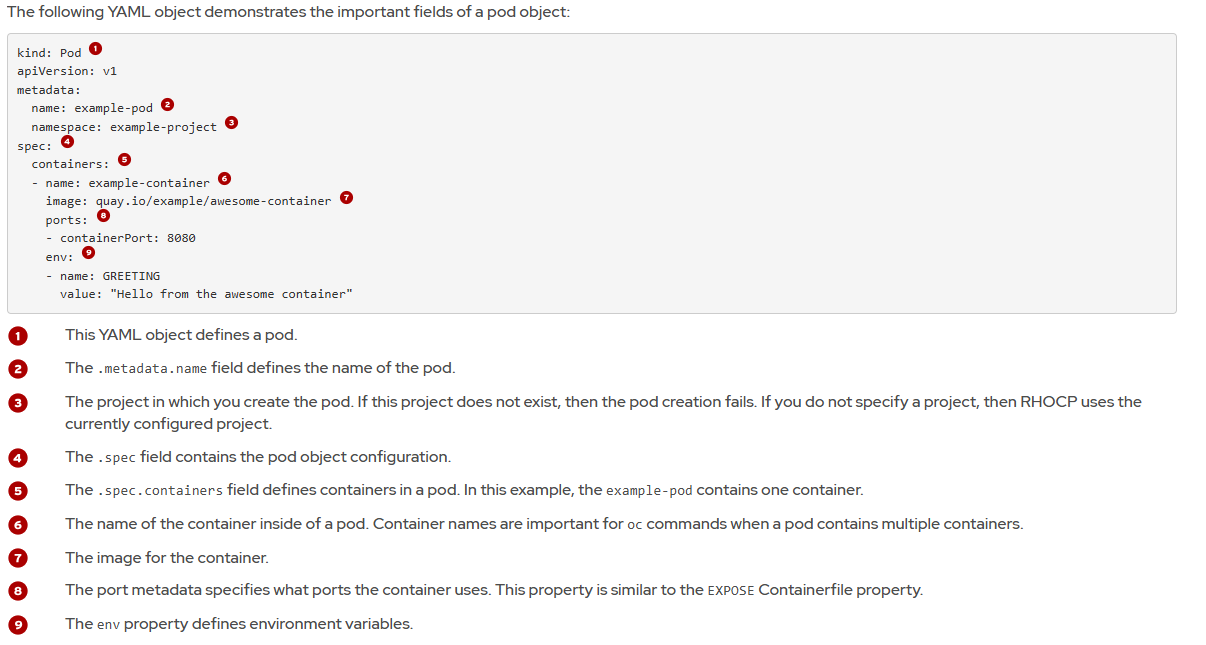 The following YAML object demonstrates the important fields of a pod object:
kind: Pod 1
apiVersion: v1
metadata:
  name: example-pod 2
  namespace: example-project 3
spec: 4
  containers: 5
  - name: example-container 6
    image: quay.io/example/awesome-container 7
    ports: 8
    - containerPort: 8080
    env: 9
    - name: GREETING
      value: "Hello from the awesome container"
1 This YAML object defines a pod.
2 The .metadata.name field defines the name of the pod.
3 The project in which you create the pod. If this project does not exist, then the pod creation fails. If you do not specify a project, then RHOCP uses the
currently configured project.
4 The .spec field contains the pod object configuration.
5 The .spec.containers field defines containers in a pod. In this example, the example-pod contains one container.
6 The name of the container inside of a pod. Container names are important for oc commands when a pod contains multiple containers.
7 The image for the container.
8 The port metadata specifies what ports the container uses. This property is similar to the EXPOSE Containerfile property.
9 The env property defines environment variables.